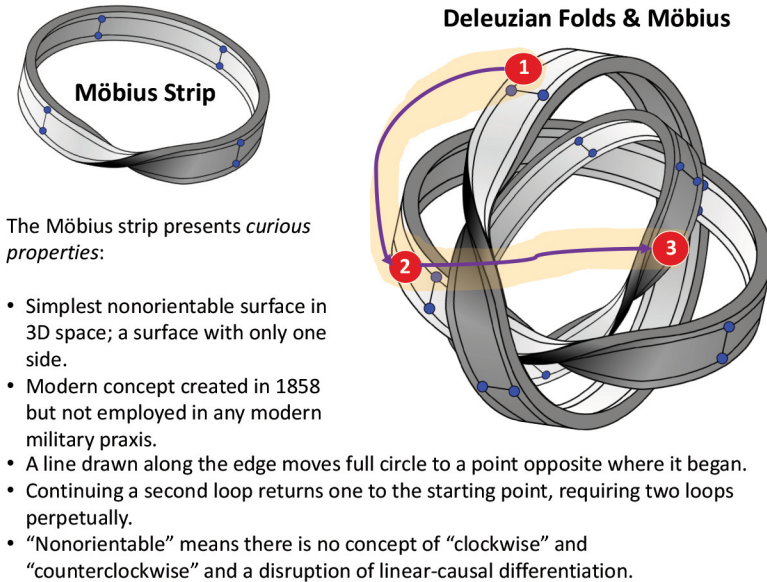 Deleuzian Folds & Möbius
Möbius Strip
1
2
3
The Möbius strip presents curious
properties:
• Simplest nonorientable surface in
3D space; a surface with only one
side.
• Modern concept created in 1858
but not employed in any modern
military praxis.
• A line drawn along the edge moves full circle to a point opposite where it began.
• Continuing a second loop returns one to the starting point, requiring two loops
perpetually.
• “Nonorientable” means there is no concept of “clockwise” and
“counterclockwise” and a disruption of linear-causal differentiation.